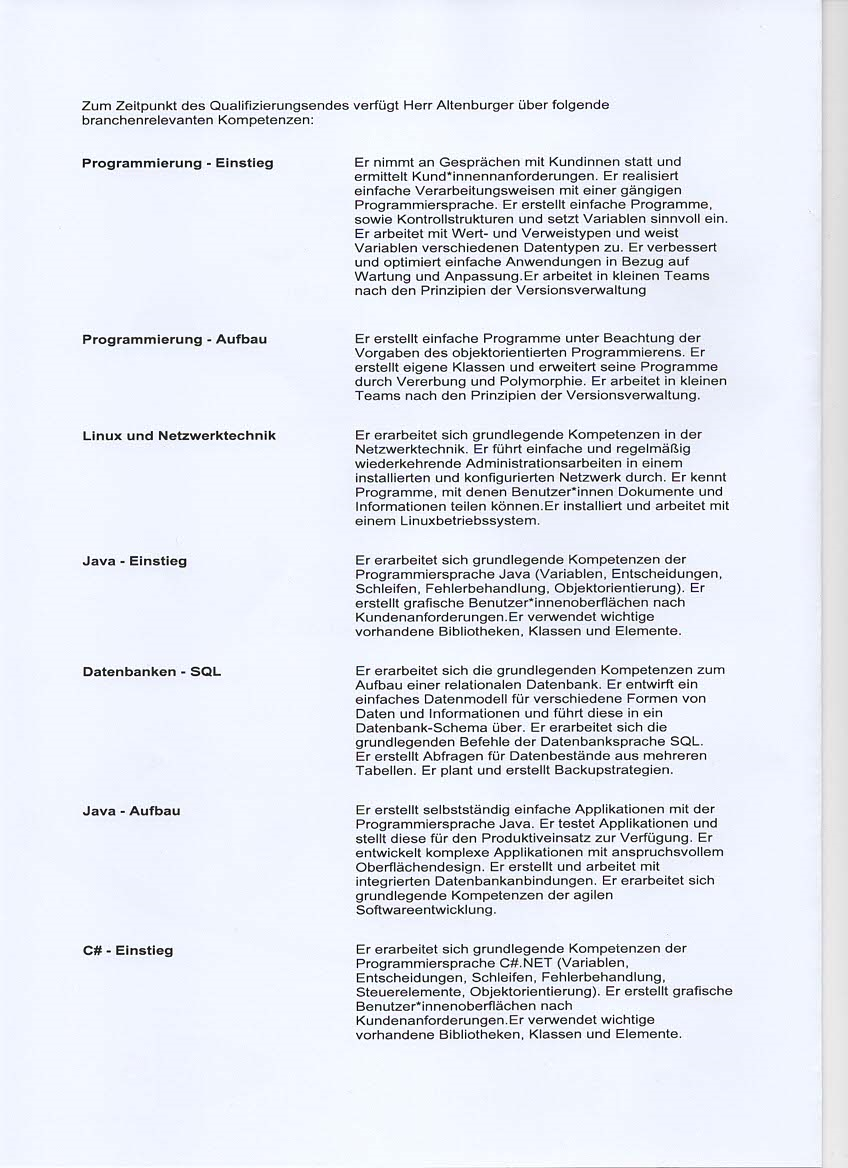 Zum Zeitpunkt des Qualifizierungsendes verfügt Herr Altenburger über folgende
branchenrelevanten Kompetenzen:
Programmierung - Einstieg
Er nimmt an Gesprächen mit Kundinnen statt und
ermittelt Kund*innennanforderungen. Er realisiert
einfache Verarbeitungsweisen mit einer gängigen
Programmiersprache. Er erstellt einfache Programme,
sowie Kontrollstrukturen und setzt Variablen sinnvoll ein.
Er arbeitet mit Wert- und Verweistypen und weist
Variablen verschiedenen Datentypen zu. Er verbessert
und optimiert einfache Anwendungen in Bezug auf
Wartung und Anpassung.Er arbeitet in kleinen Teams
nach den Prinzipien der Versionsverwaltung
Programmierung - Aufbau
Er erstellt einfache Programme unter Beachtung der
Vorgaben des objektorientierten Programmierens. Er
erstellt eigene Klassen und erweitert seine Programme
durch Vererbung und Polymorphie. Er arbeitet in kleinen
Teams nach den Prinzipien der Versionsverwaltung.
Linux und Netzwerktechnik
Er erarbeitet sich grundlegende Kompetenzen in der
Netzwerktechnik. Er führt einfache und regelmäßig
wiederkehrende Administrationsarbeiten in einem
installierten und konfigurierten Netzwerk durch. Er kennt
Programme, mit denen Benutzer*innen Dokumente und
Informationen teilen können.Er installiert und arbeitet mit
einem Linuxbetriebssystem.
Java - Einstieg
Er erarbeitet sich grundlegende Kompetenzen der
Programmiersprache Java (Variablen, Entscheidungen,
Schleifen, Fehlerbehandlung, Objektorientierung). Er
erstellt grafische Benutzer*innenoberflächen nach
Kundenanforderungen.Er verwendet wichtige
vorhandene Bibliotheken, Klassen und Elemente.
Datenbanken - SQL
Er erarbeitet sich die grundlegenden Kompetenzen zum
Aufbau einer relationalen Datenbank. Er entwirft ein
einfaches Datenmodell für verschiedene Formen von
Daten und Informationen und führt diese in ein
Datenbank-Schema über. Er erarbeitet sich die
grundlegenden Befehle der Datenbanksprache SQL.
Er erstellt Abfragen für Datenbestände aus mehreren
Tabellen. Er plant und erstellt Backupstrategien.
Java - Aufbau
Er erstellt selbstständig einfache Applikationen mit der
Programmiersprache Java. Er testet Applikationen und
stellt diese für den Produktiveinsatz zur Verfügung. Er
entwickelt komplexe Applikationen mit anspruchsvollem
Oberflächendesign. Er erstellt und arbeitet mit
integrierten Datenbankanbindungen. Er erarbeitet sich
grundlegende Kompetenzen der agilen
Softwareentwicklung.
C# - Einstieg
Er erarbeitet sich grundlegende Kompetenzen der
Programmiersprache C#.NET (Variablen,
Entscheidungen, Schleifen, Fehlerbehandlung,
Steuerelemente, Objektorientierung). Er erstellt grafische
Benutzer*innenoberflächen nach
Kundenanforderungen.Er verwendet wichtige
vorhandene Bibliotheken, Klassen und Elemente.